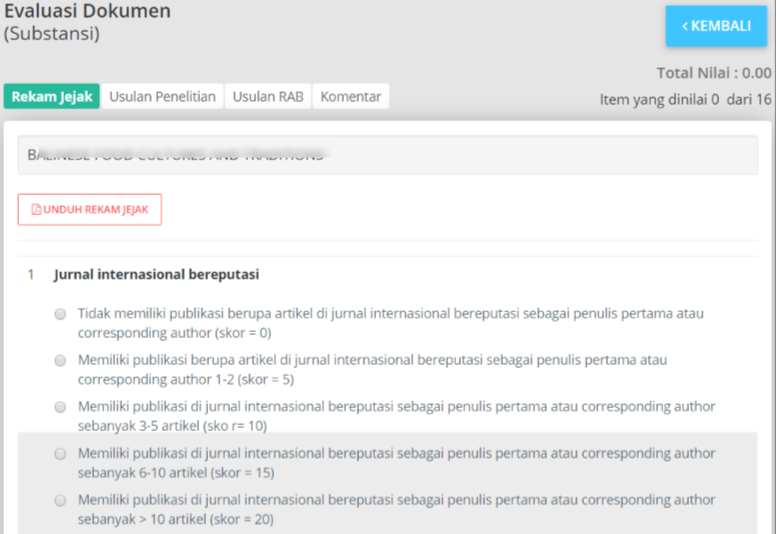 Evaluasi Dokumen
(Substansi)
< KEMBALI
Total Nilai : 0.00
Rekam Jejak Usulan Penelitian Usulan RAB Komentar
Item yang dinilai 0 dari 16
BALINESE FOOD CULTURES AND TRADITIONS
UNDUH REKAM JEJAK
1 Jurnal internasional bereputasi
Tidak memiliki publikasi berupa artikel di jurnal internasional bereputasi sebagai penulis pertama atau
corresponding author (skor = 0)
Memiliki publikasi berupa artikel di jurnal internasional bereputasi sebagai penulis pertama atau
corresponding author 1-2 (skor = 5)
Memiliki publikasi di jurnal internasional bereputasi sebagai penulis pertama atau corresponding author
sebanyak 3-5 artikel (sko r= 10)
Memiliki publikasi di jurnal internasional bereputasi sebagai penulis pertama atau corresponding author
sebanyak 6-10 artikel (skor = 15)
Memiliki publikasi di jurnal internasional bereputasi sebagai penulis pertama atau corresponding author
sebanyak > 10 artikel (skor = 20)